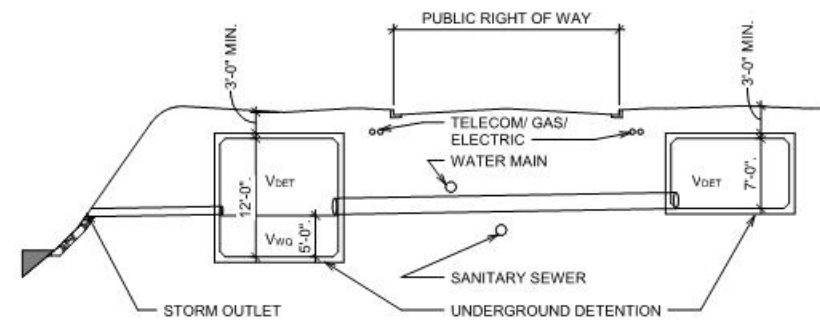 PUBLIC RIGHT OF WAY
3'-0" MIN.
3'-0" MIN.
TELECOM/ GAS/
ELECTRIC
WATER MAIN
VDET
12'-0".
VWQ
5'-0".
VDET
7'-0".
SANITARY SEWER
STORM OUTLET
UNDERGROUND DETENTION